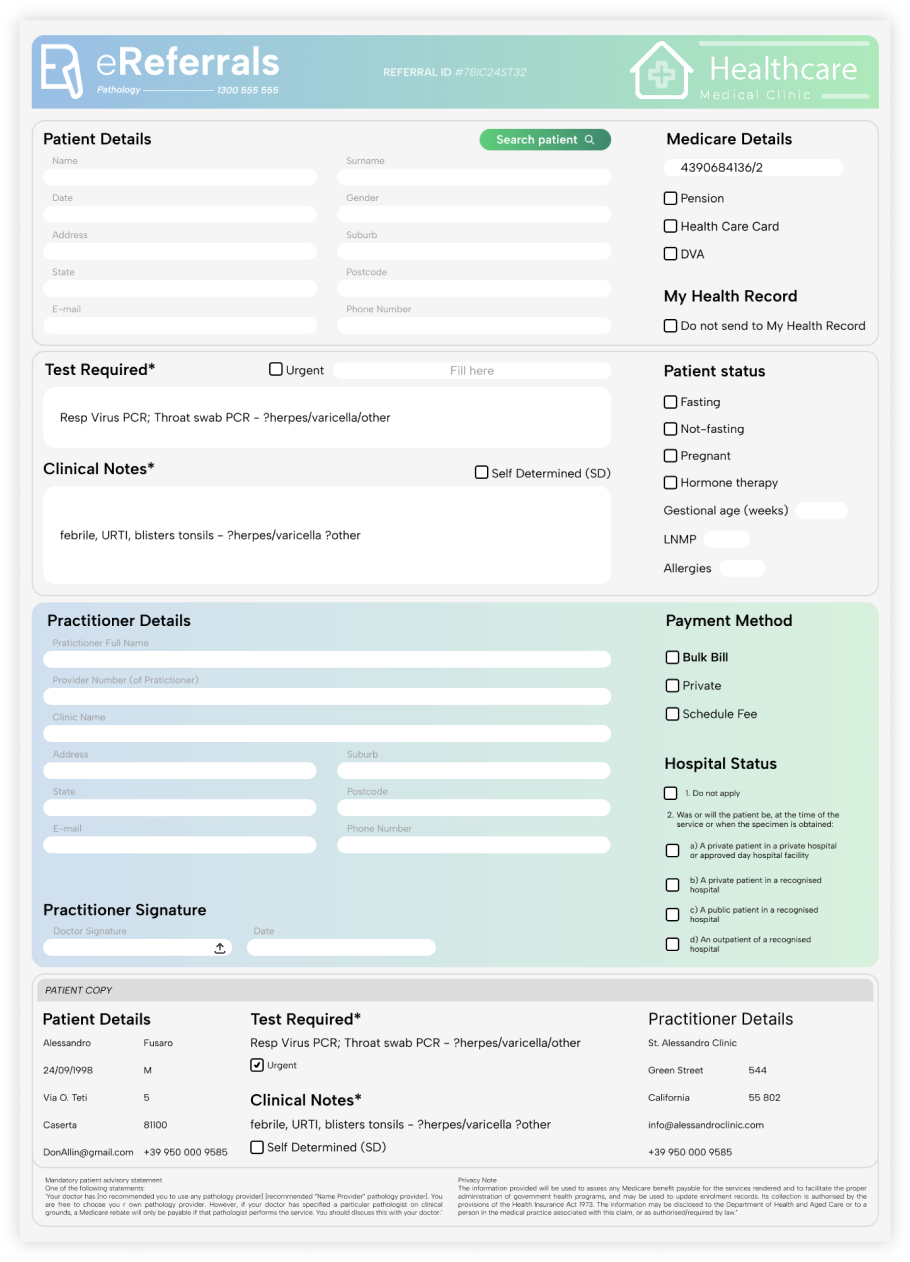 eReferrals
Pathology 1300 555 555
REFERRAL ID #78IC245T32
Healthcare
Medical Clinic
Patient Details
Search patient
Name
Surname
Date
Gender
Address
Suburb
State
Postcode
E-mail
Phone Number
Medicare Details
4390684136/2
Pension
Health Care Card
DVA
My Health Record
Do not send to My Health Record
Test Required*
Urgent
Fill here
Resp Virus PCR; Throat swab PCR - ?herpes/varicella/other
Clinical Notes*
Self Determined (SD)
febrile, URTI, blisters tonsils - ?herpes/varicella ?other
Patient status
Fasting
Not-fasting
Pregnant
Hormone therapy
Gestional age (weeks)
LNMP
Allergies
Practitioner Details
Pratictioner Full Name
Provider Number (of Pratictioner)
Clinic Name
Address
Suburb
State
Postcode
E-mail
Phone Number
Practitioner Signature
Doctor Signature
Date
Payment Method
Bulk Bill
Private
Schedule Fee
Hospital Status
1. Do not apply
2. Was or will the patient be, at the time of the
service or when the specimen is obtained:
a) A private patient in a private hospital
or approved day hospital facility
b) A private patient in a recognised
hospital
c) A public patient in a recognised
hospital
d) An outpatient of a recognised
hospital
PATIENT COPY
Patient Details
Alessandro Fusaro
24/09/1998 M
Via O. Teti 5
Caserta 81100
DonAllin@gmail.com +39 950 000 9585
Test Required*
Resp Virus PCR; Throat swab PCR - ?herpes/varicella/other
Urgent
Clinical Notes*
febrile, URTI, blisters tonsils - ?herpes/varicella ?other
Self Determined (SD)
Practitioner Details
St. Alessandro Clinic
Green Street 544
California 55 802
info@alessandroclinic.com
+39 950 000 9585
Mandatory patient advisory statement
One of the following statements:
'Your doctor has [no recommended you to use any pathology provider] [recommended "Name Provider" pathology provider]. You
are free to choose you r own pathology provider. However, if your doctor has specified a particular pathologist on clinical
grounds, a Medicare rebate will only be payable if that pathologist performs the service. You should discuss this with your doctor.'
Privacy Note
The information provided will be used to assess any Medicare benefit payable for the services rendered and to facilitate the proper
administration of government health programs, and may be used to update enrolment records. Its collection is authorised by the
provisions of the Health Insurance Act 1973. The information may be disclosed to the Department of Health and Aged Care or to a
person in the medical practice associated with this claim, or as authorised/required by law."